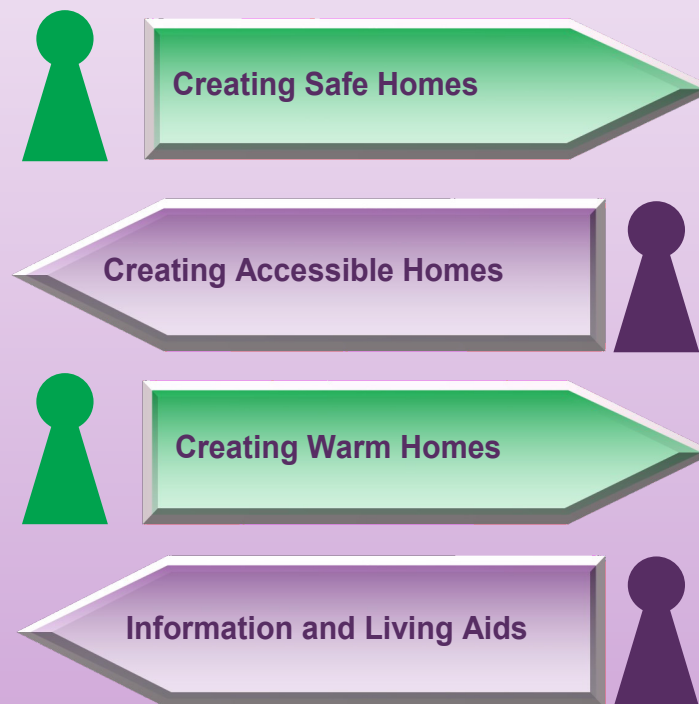 Creating Safe Homes
Creating Accessible Homes
Creating Warm Homes
Information and Living Aids